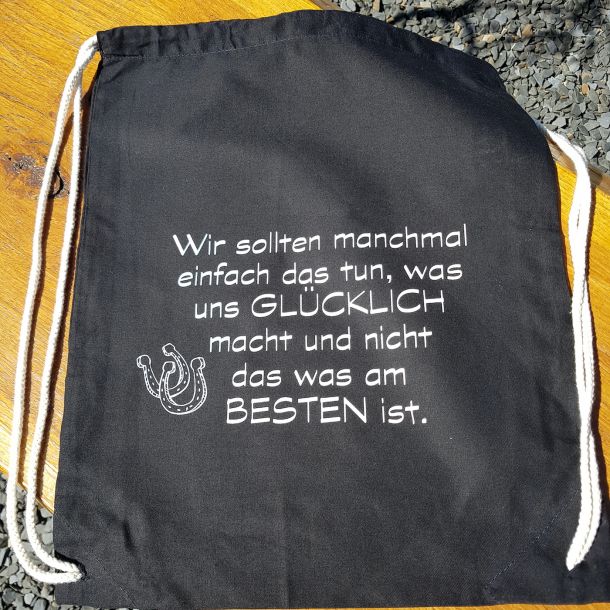 Wir sollten manchmal
einfach das tun, was
uns GLÜCKLICH
macht und nicht
das was am
BESTEN ist.